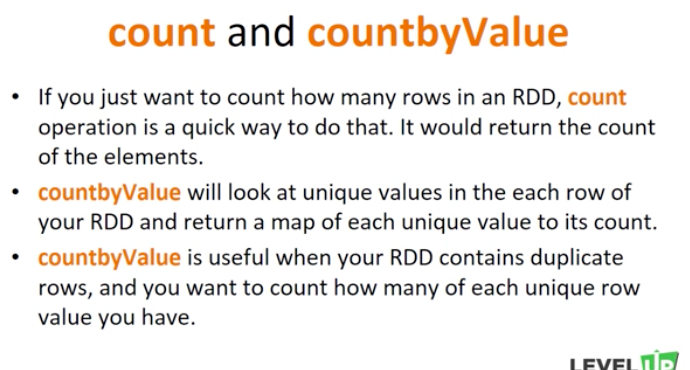 count and countbyValue
• If you just want to count how many rows in an RDD, count
operation is a quick way to do that. It would return the count
of the elements.
• countbyValue will look at unique values in the each row of
your RDD and return a map of each unique value to its count.
• countbyValue is useful when your RDD contains duplicate
rows, and you want to count how many of each unique row
value you have.
LEVEL UP